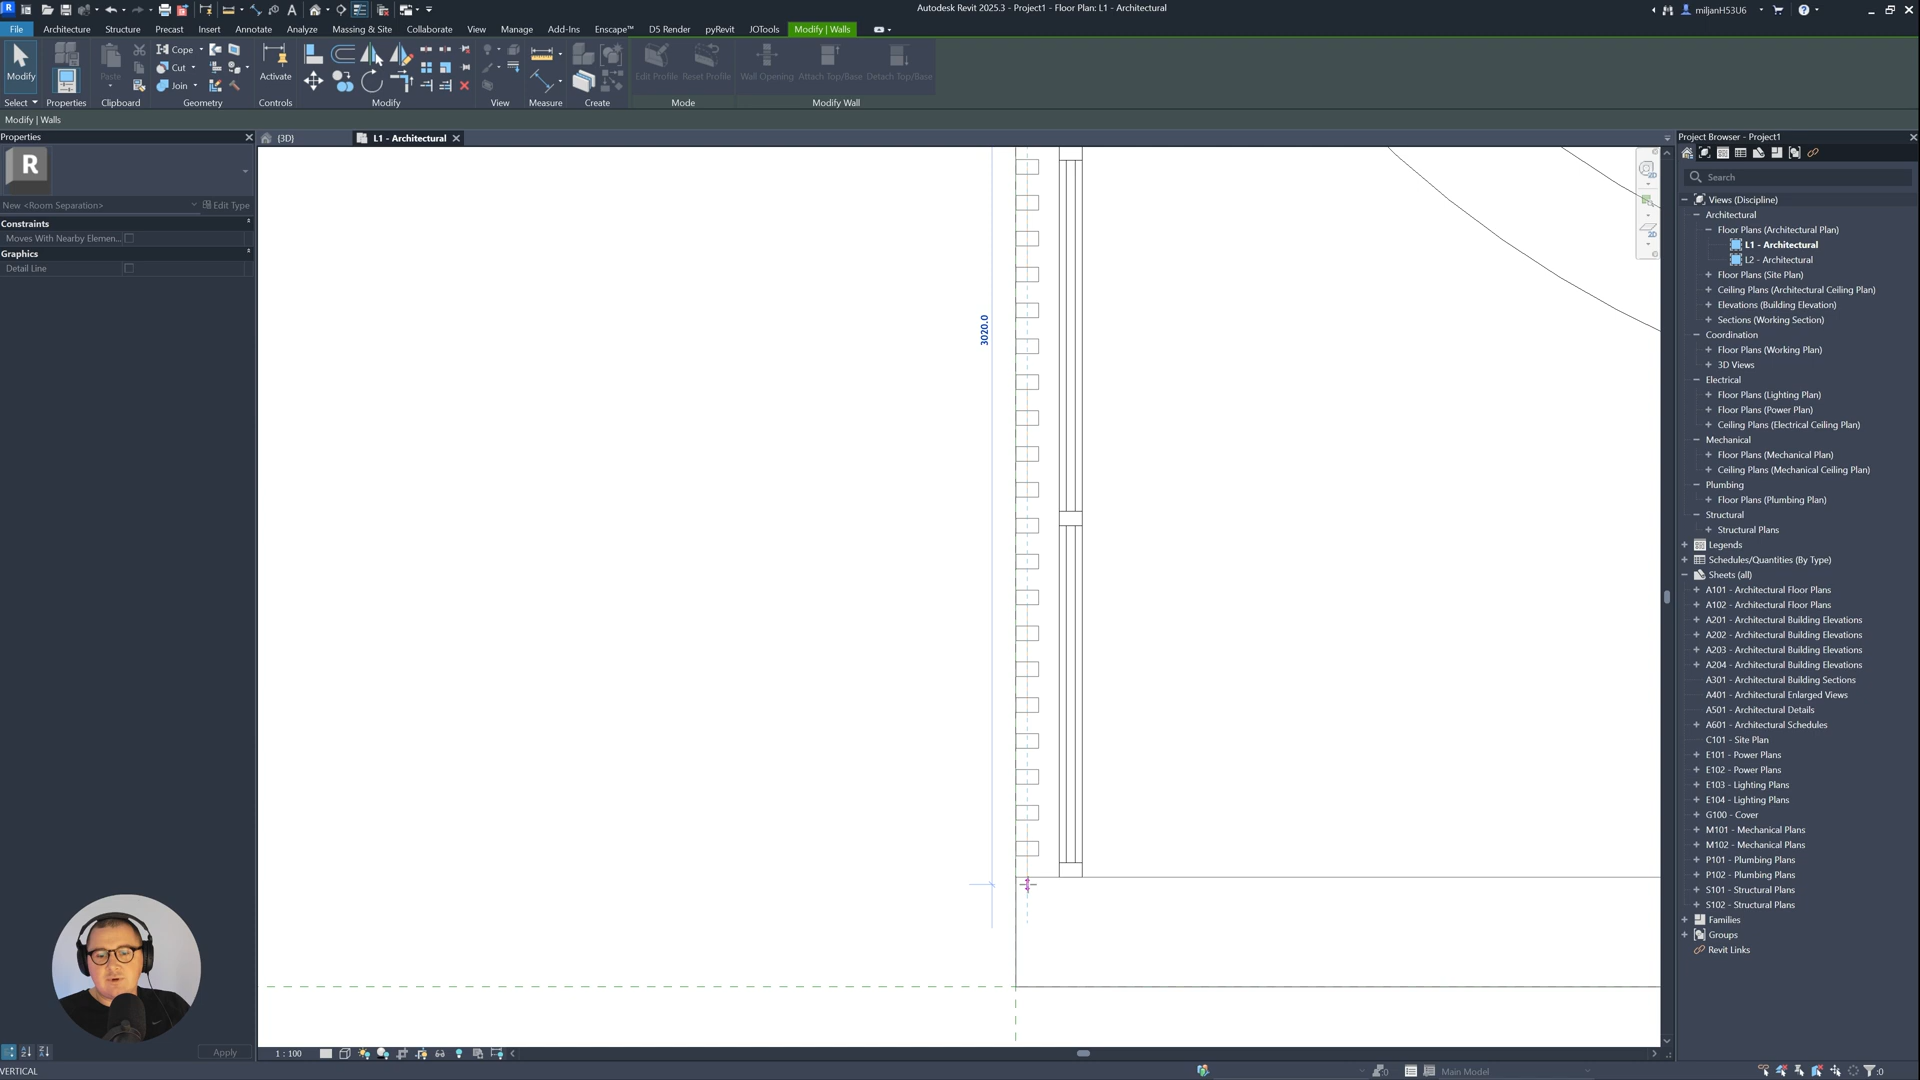 Autodesk Revit 2025.3 - Project1 - Floor Plan: L1 - Architectural
miljanH53U6
File
Architecture
Structure
Precast
Insert
Annotate
Analyze
Massing & Site
Collaborate
View
Manage
Add-Ins
Enscape™
D5 Render
pyRevit
JOTools
Modify | Walls
Modify
Paste
Cope
Cut
Join
Activate
Edit Profile
Reset Profile
Wall Opening
Attach Top/Base
Detach Top/Base
Select
Properties
Clipboard
Geometry
Controls
Modify
View
Measure
Create
Mode
Modify Wall
Modify | Walls
Properties
R
New <Room Separation>
Edit Type
Constraints
Moves With Nearby Elemen...
Graphics
Detail Line
Apply
{3D}
L1 - Architectural
3020.0
2D
2D
Project Browser - Project1
Search
Views (Discipline)
Architectural
Floor Plans (Architectural Plan)
L1 - Architectural
L2 - Architectural
Floor Plans (Site Plan)
Ceiling Plans (Architectural Ceiling Plan)
Elevations (Building Elevation)
Sections (Working Section)
Coordination
Floor Plans (Working Plan)
3D Views
Electrical
Floor Plans (Lighting Plan)
Floor Plans (Power Plan)
Ceiling Plans (Electrical Ceiling Plan)
Mechanical
Floor Plans (Mechanical Plan)
Ceiling Plans (Mechanical Ceiling Plan)
Plumbing
Floor Plans (Plumbing Plan)
Structural
Structural Plans
Legends
Schedules/Quantities (By Type)
Sheets (all)
A101 - Architectural Floor Plans
A102 - Architectural Floor Plans
A201 - Architectural Building Elevations
A202 - Architectural Building Elevations
A203 - Architectural Building Elevations
A204 - Architectural Building Elevations
A301 - Architectural Building Sections
A401 - Architectural Enlarged Views
A501 - Architectural Details
A601 - Architectural Schedules
C101 - Site Plan
E101 - Power Plans
E102 - Power Plans
E103 - Lighting Plans
E104 - Lighting Plans
G100 - Cover
M101 - Mechanical Plans
M102 - Mechanical Plans
P101 - Plumbing Plans
P102 - Plumbing Plans
S101 - Structural Plans
S102 - Structural Plans
Families
Groups
Revit Links
1 : 100
VERTICAL
:0
Main Model
:0